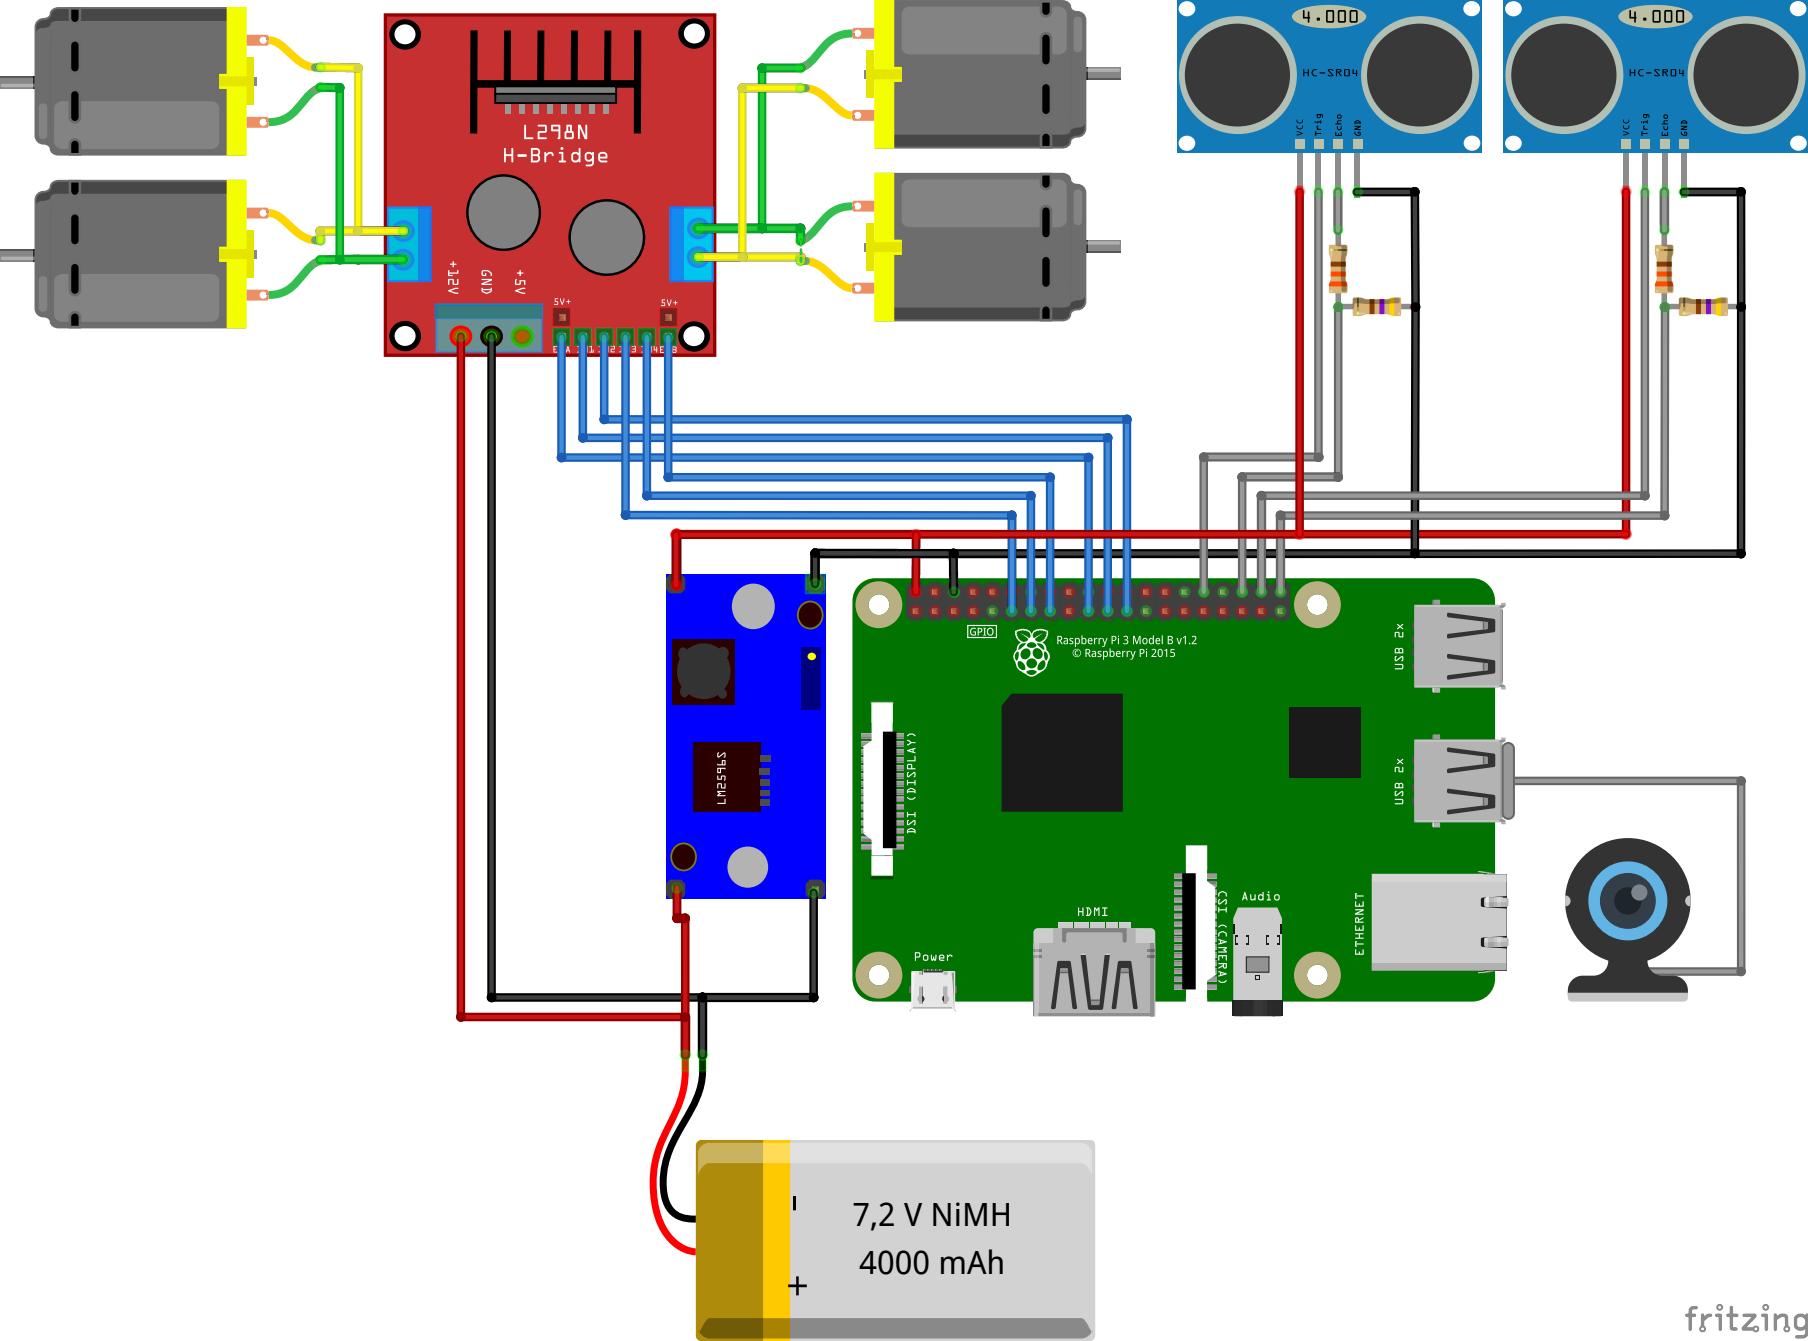 4.000
HC-SR04
VCC
Trig
Echo
GND
4.000
HC-SR04
VCC
Trig
Echo
GND
L298N
H-Bridge
+12V
GND
+5V
5V+
5V+
GPIO
Raspberry Pi 3 Model B v1.2
© Raspberry Pi 2015
USB 2x
USB 2x
DSI (DISPLAY)
LM2596S
ETHERNET
HDMI
CSI (CAMERA)
Audio
Power
-
7,2 V NiMH
4000 mAh
+
fritzing